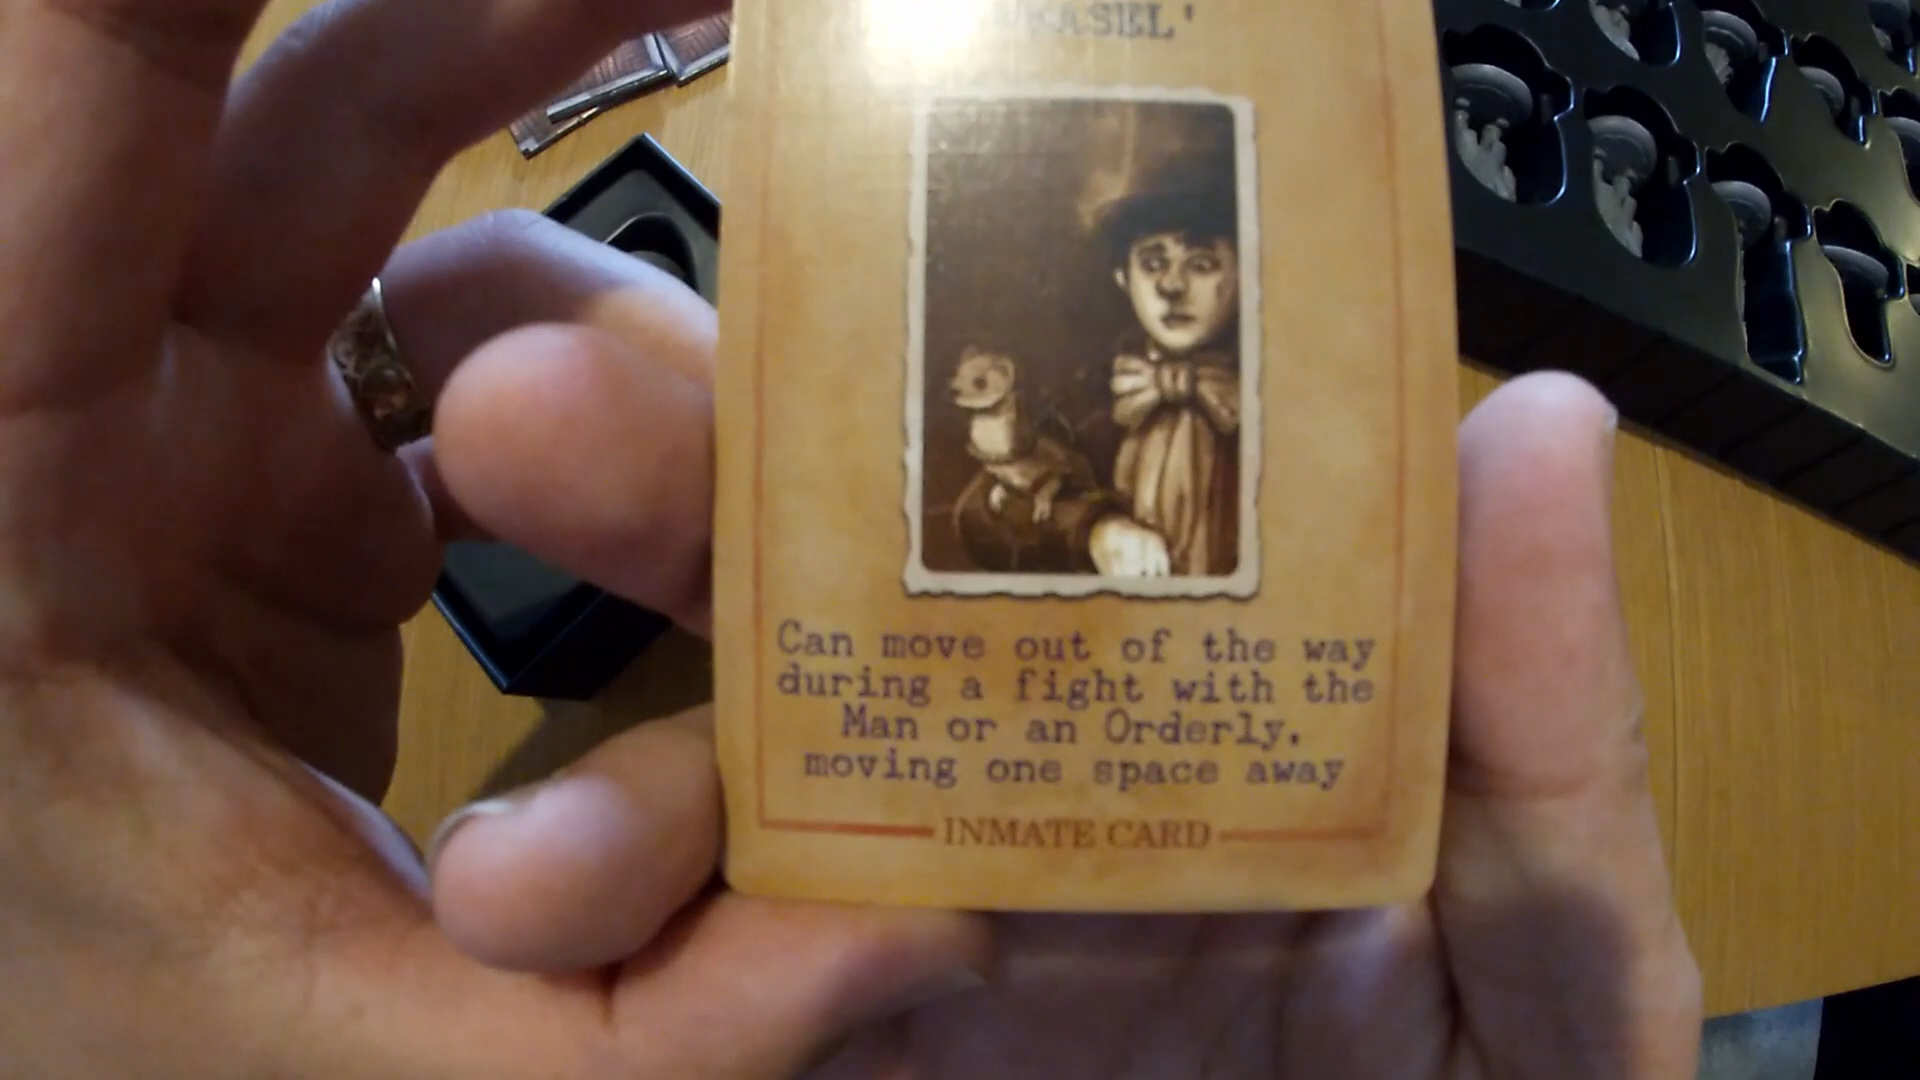 Can move out of the way
during a fight with the
Man or an Orderly.
moving one space away
INMATE CARD